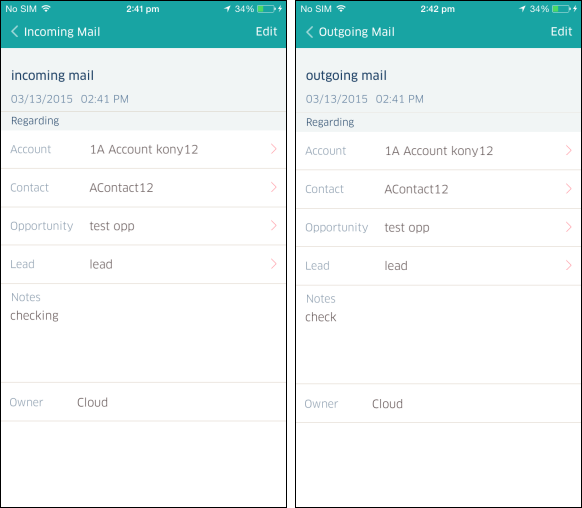 No SIM 2:41 pm 34%
Incoming Mail Edit
incoming mail
03/13/2015 02:41 PM
Regarding
Account 1A Account kony12
Contact AContact12
Opportunity test opp
Lead lead
Notes
checking
Owner Cloud
No SIM 2:42 pm 34%
Outgoing Mail Edit
outgoing mail
03/13/2015 02:41 PM
Regarding
Account 1A Account kony12
Contact AContact12
Opportunity test opp
Lead lead
Notes
check
Owner Cloud